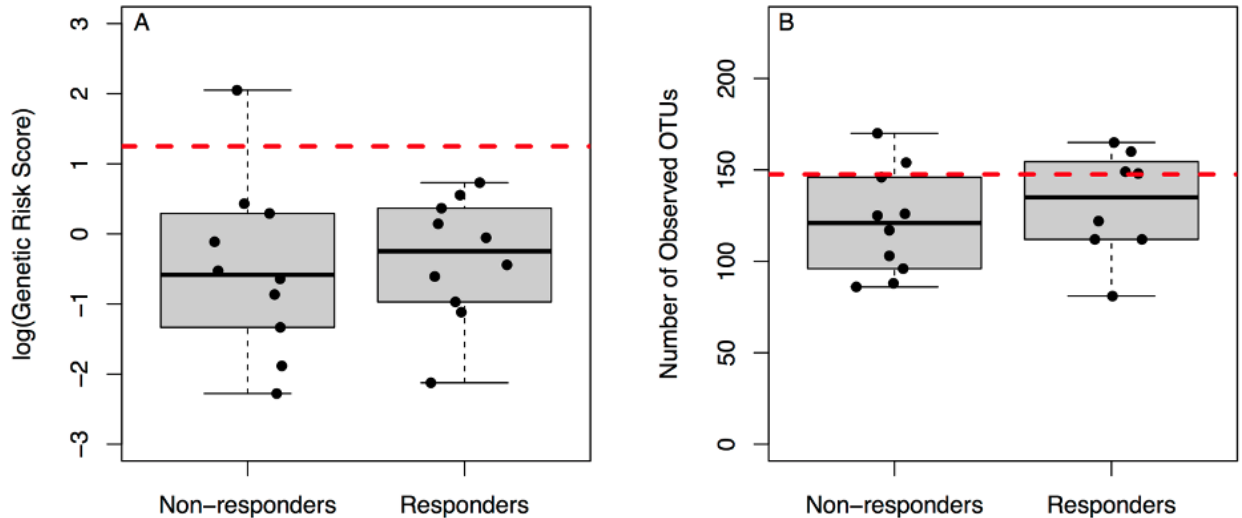 A
log(Genetic Risk Score)
3
2
1
0
−1
−2
−3
Non−responders
Responders
B
Number of Observed OTUs
200
150
100
50
0
Non−responders
Responders